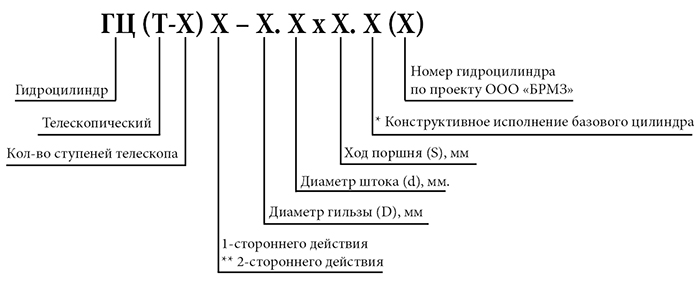 ГЦ (Т-Х) Х – Х. Х х Х. Х (Х)
Гидроцилиндр
Телескопический
Кол-во ступеней телескопа
Номер гидроцилиндра
по проекту ООО «БРМЗ»
* Конструктивное исполнение базового цилиндра
Ход поршня (S), мм
Диаметр штока (d), мм.
Диаметр гильзы (D), мм
1-стороннего действия
** 2-стороннего действия